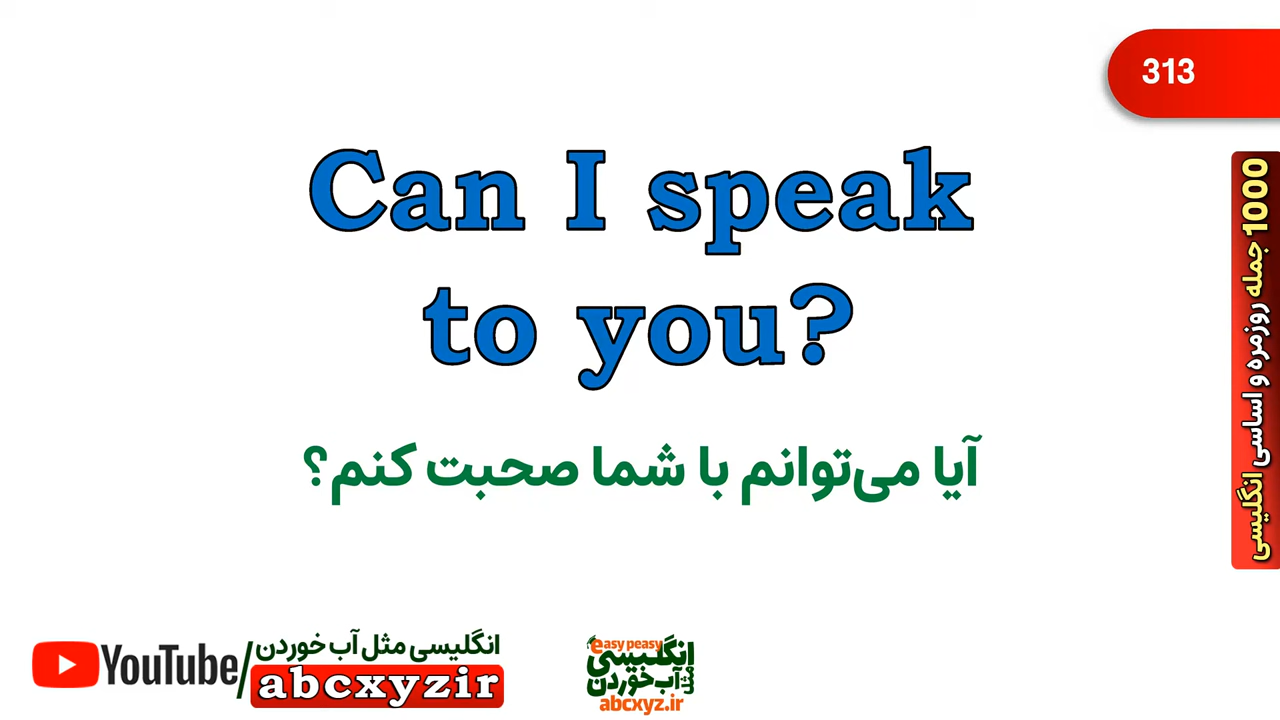 313
Can I speak
to you?
آیا می‌توانم با شما صحبت کنم؟
1000 جمله روزمره و اساسی انگلیسی
YouTube/
انگلیسی مثل آب خوردن
abcxyzir
easy peasy
انگلیسی
مثل
آب خوردن
abcxyz.ir